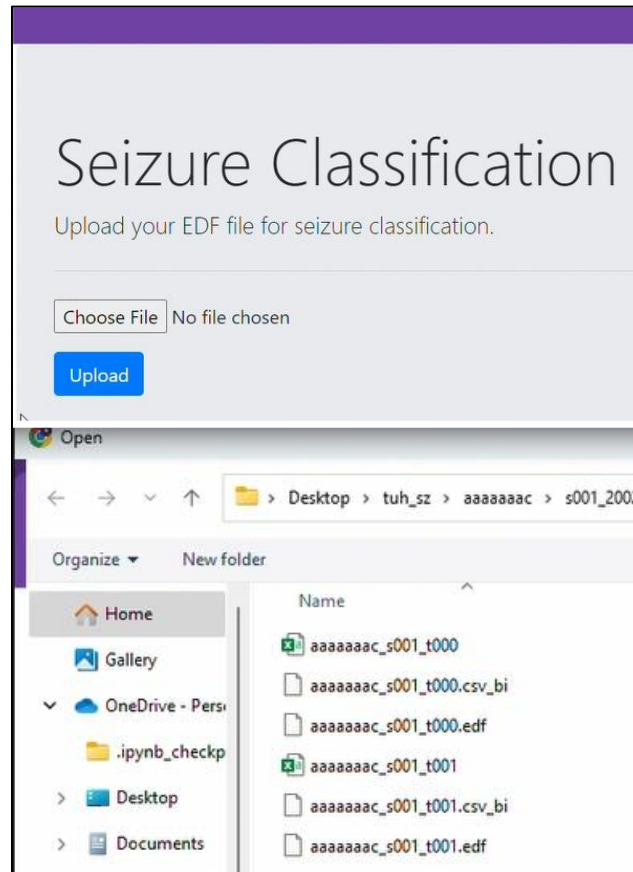 Seizure Classification
Upload your EDF file for seizure classification.
Choose File No file chosen
Upload
Open
Desktop > tuh_sz > aaaaaaac > s001_200
Organize New folder
Name
Home
Gallery
OneDrive - Pers
.ipynb_checkp
Desktop
Documents
aaaaaaac_s001_t000
aaaaaaac_s001_t000.csv_bi
aaaaaaac_s001_t000.edf
aaaaaaac_s001_t001
aaaaaaac_s001_t001.csv_bi
aaaaaaac_s001_t001.edf